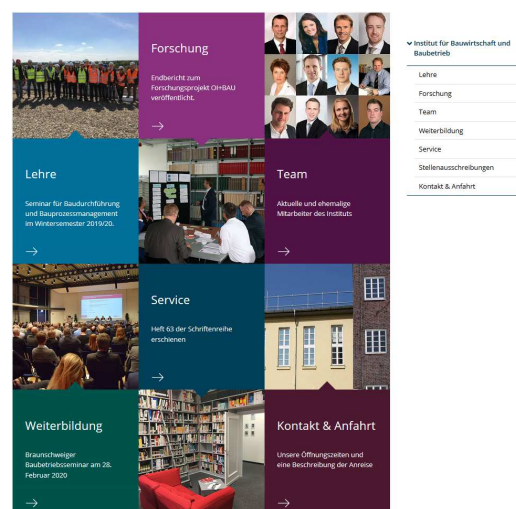 Forschung
Endbericht zum
Forschungsprojekt OI+BAU
veröffentlicht.
Lehre
Seminar für Baudurchführung
und Bauprozessmanagement
im Wintersemester 2019/20.
Team
Aktuelle und ehemalige
Mitarbeiter des Instituts
Service
Heft 63 der Schriftenreihe
erschienen
Weiterbildung
Braunschweiger
Baubetriebsseminar am 28.
Februar 2020
Kontakt & Anfahrt
Unsere Öffnungszeiten und
eine Beschreibung der Anreise
Institut für Bauwirtschaft und
Baubetrieb
Lehre
Forschung
Team
Weiterbildung
Service
Stellenausschreibungen
Kontakt & Anfahrt